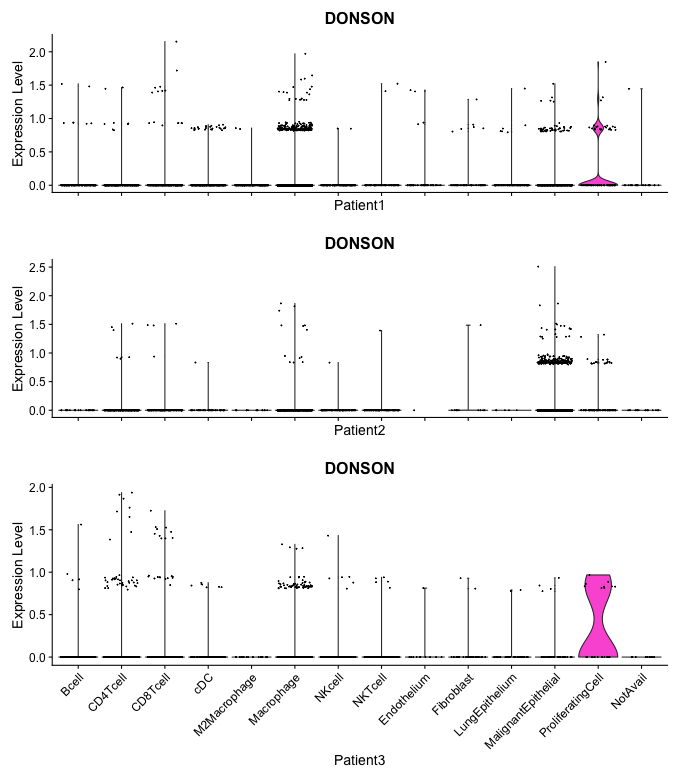 DONSON
Expression Level
2.0
1.5
1.0
0.5
0.0
Patient1
DONSON
Expression Level
2.5
2.0
1.5
1.0
0.5
0.0
Patient2
DONSON
Expression Level
2.0
1.5
1.0
0.5
0.0
Bcell
CD4Tcell
CD8Tcell
cDC
M2Macrophage
Macrophage
NKcell
NKTcell
Endothelium
Fibroblast
LungEpithelium
MalignantEpithelial
ProliferatingCell
NotAvail
Patient3